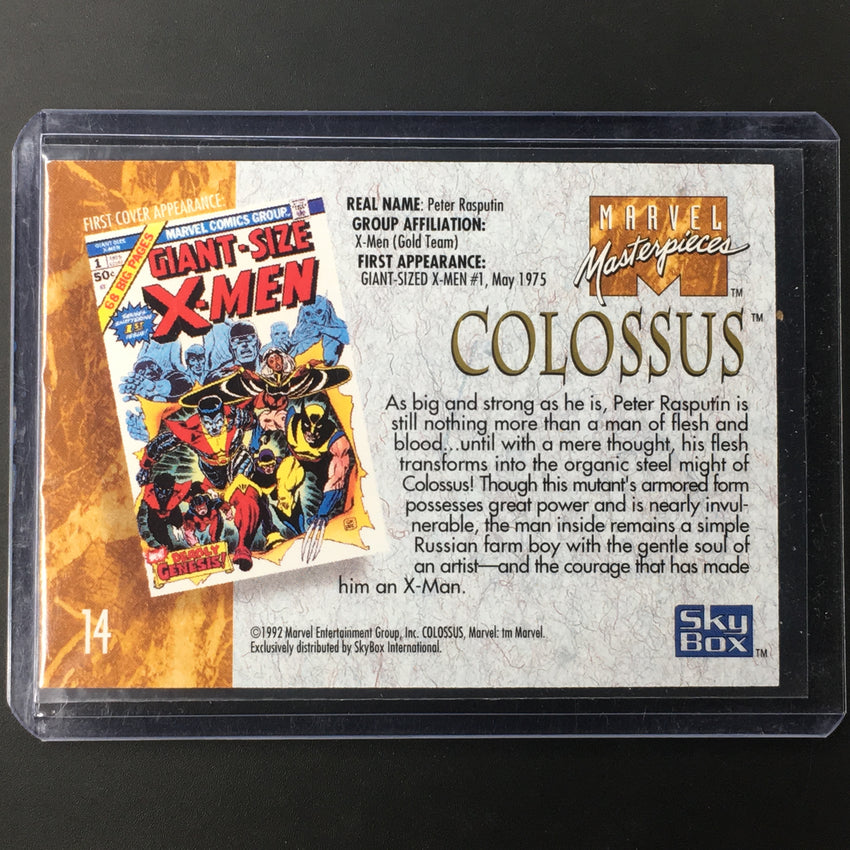 FIRST COVER APPEARANCE:
MARVEL COMICS GROUP
GIANT-SIZE
X-MEN
1
50¢
68 BIG PAGES
GIANT-SIZE
X-MEN
1ST
ISSUE!
DEADLY
GENESIS!
14
REAL NAME: Peter Rasputin
GROUP AFFILIATION:
X-Men (Gold Team)
FIRST APPEARANCE:
GIANT-SIZED X-MEN #1, May 1975
MARVEL
Masterpieces
M
TM
COLOSSUS™
As big and strong as he is, Peter Rasputin is
still nothing more than a man of flesh and
blood...until with a mere thought, his flesh
transforms into the organic steel might of
Colossus! Though this mutant's armored form
possesses great power and is nearly invul-
nerable, the man inside remains a simple
Russian farm boy with the gentle soul of
an artist—and the courage that has made
him an X-Man.
©1992 Marvel Entertainment Group, Inc. COLOSSUS, Marvel: tm Marvel.
Exclusively distributed by SkyBox International.
SkyBox
TM